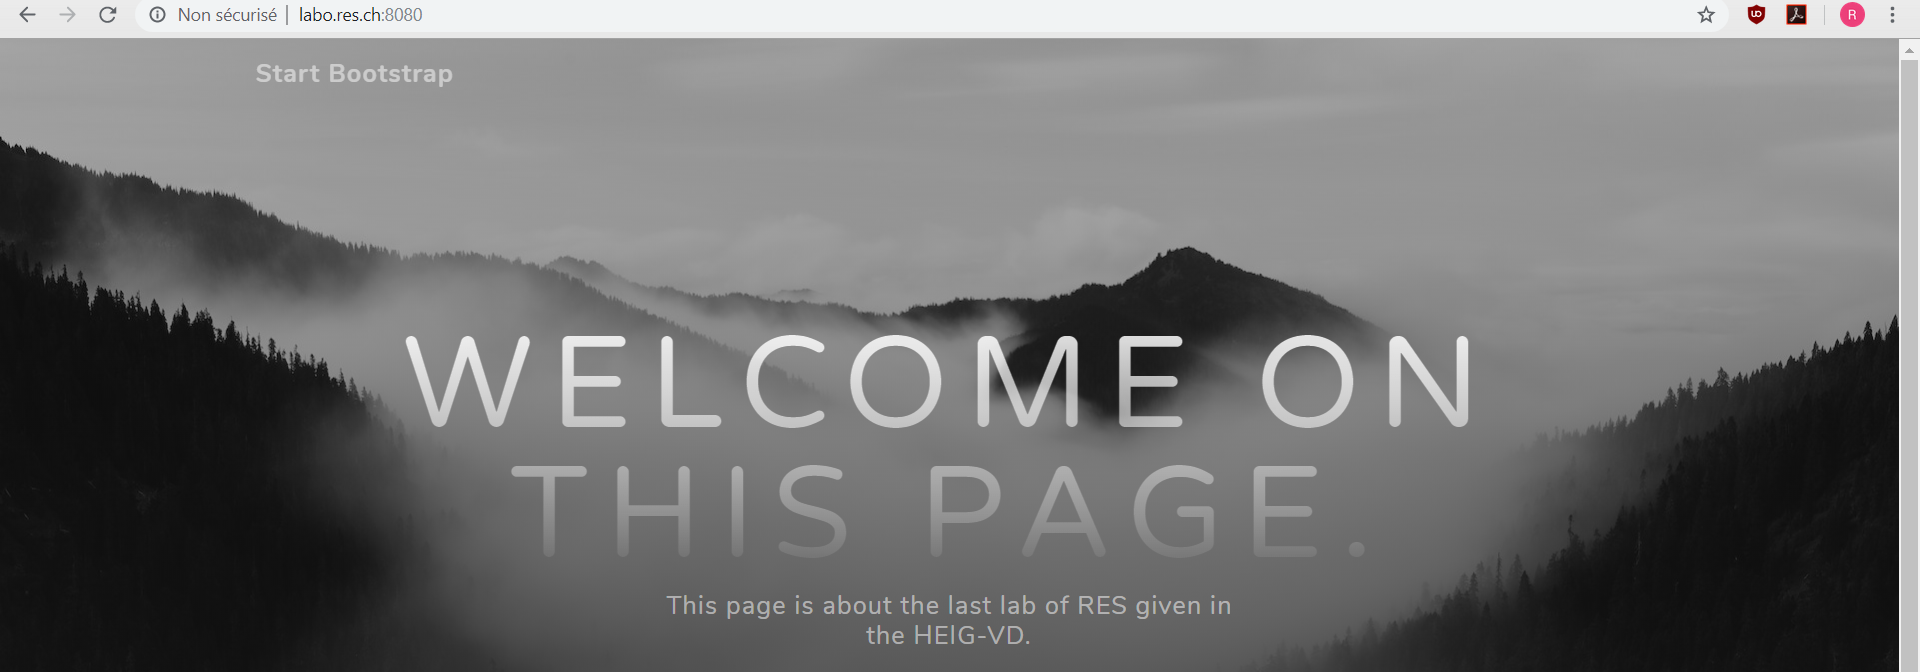 Non sécurisé | labo.res.ch:8080
R
Start Bootstrap
WELCOME ON
THIS PAGE.
This page is about the last lab of RES given in
the HEIG-VD.